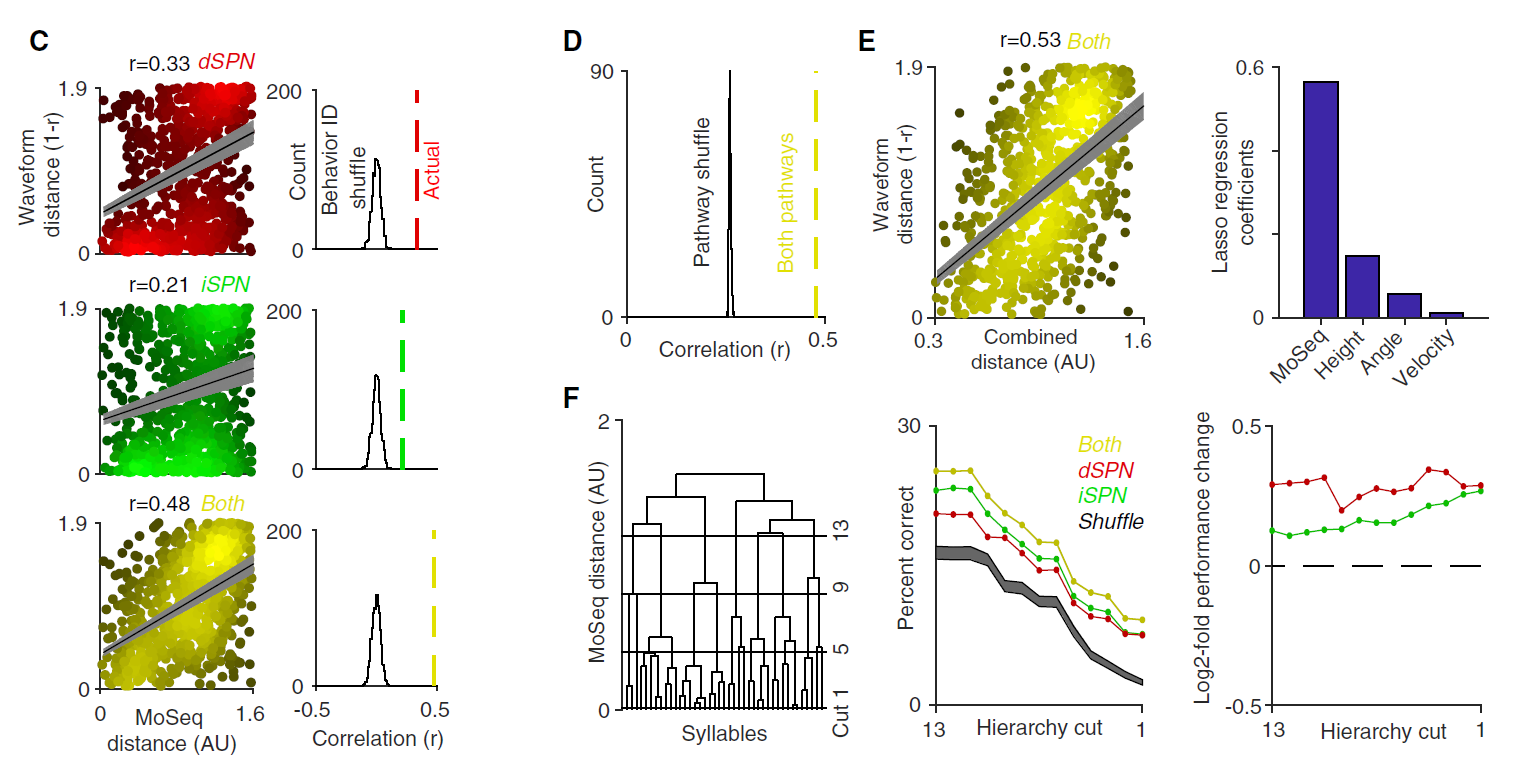 C
r=0.33 dSPN
1.9
0
Waveform
distance (1-r)
200
0
Count
Behavior ID
shuffle
Actual
r=0.21 iSPN
1.9
0
200
0
r=0.48 Both
1.9
0
0
1.6
MoSeq
distance (AU)
200
0
-0.5
0.5
Correlation (r)
D
90
0
Count
Pathway shuffle
Both pathways
0
0.5
Correlation (r)
E
r=0.53 Both
1.9
0
Waveform
distance (1-r)
0.3
1.6
Combined
distance (AU)
0.6
0
Lasso regression
coefficients
MoSeq
Height
Angle
Velocity
F
2
0
MoSeq distance (AU)
13
9
5
Cut 1
Syllables
30
0
Percent correct
Both
dSPN
iSPN
Shuffle
13
Hierarchy cut
1
0.5
0
-0.5
Log2-fold performance change
13
Hierarchy cut
1